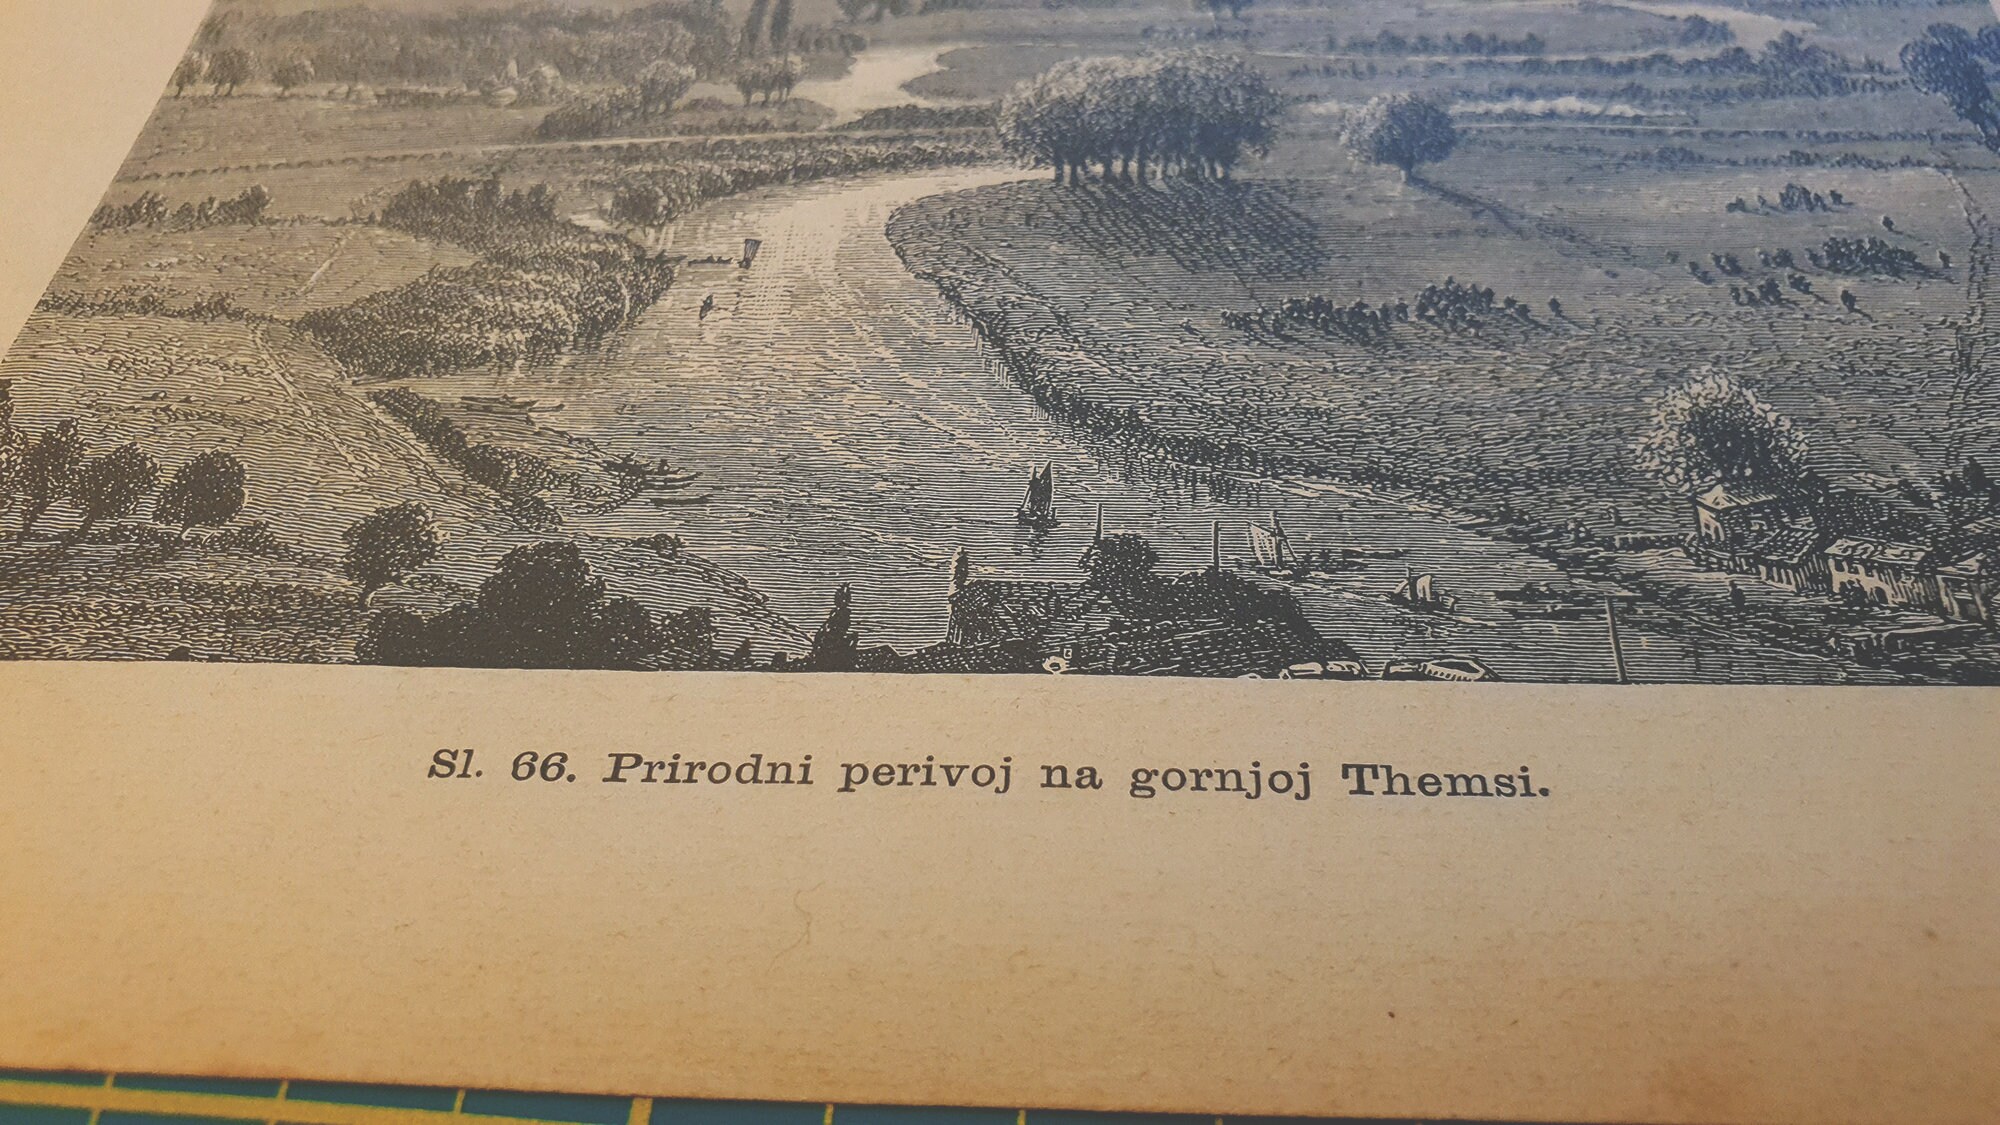 Sl. 66. Prirodni perivoj na gornjoj Themsi.